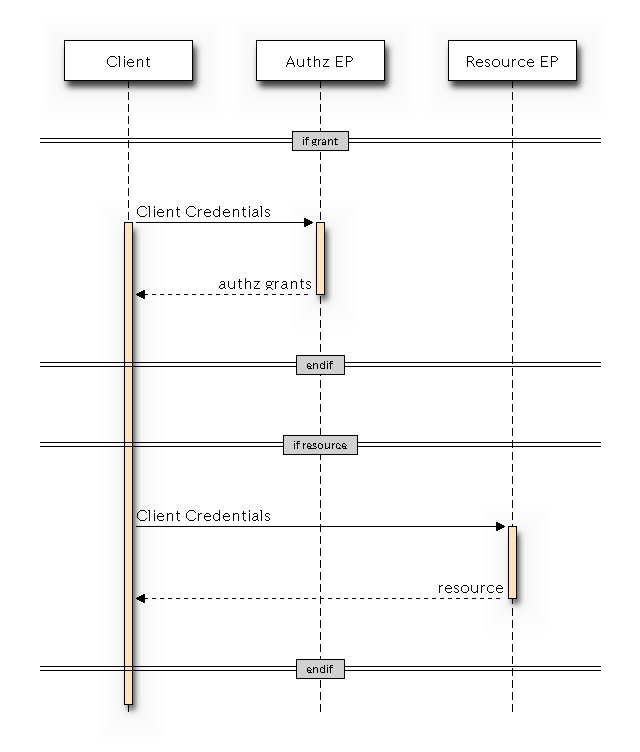 Client
Authz EP
Resource EP
if grant
Client Credentials
authz grants
endif
if resource
Client Credentials
resource
endif